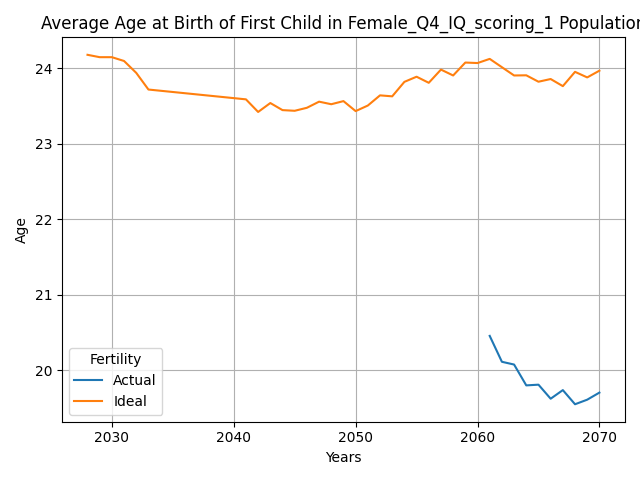 Average Age at Birth of First Child in Female_Q4_IQ_scoring_1 Population
24
23
22
21
20
Age
Fertility
Actual
Ideal
2030
2040
2050
2060
2070
Years